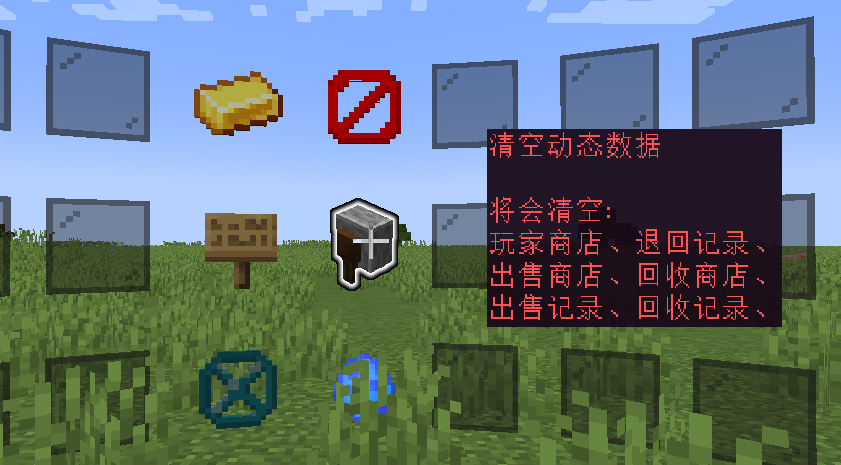 清空动态数据
将会清空:
玩家商店、退回记录、
出售商店、回收商店、
出售记录、回收记录、